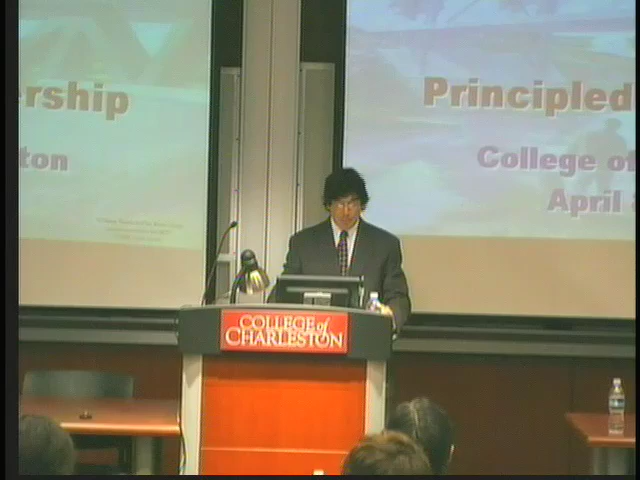 ership
ton
Principled
College of
April
COLLEGE of
CHARLESTON